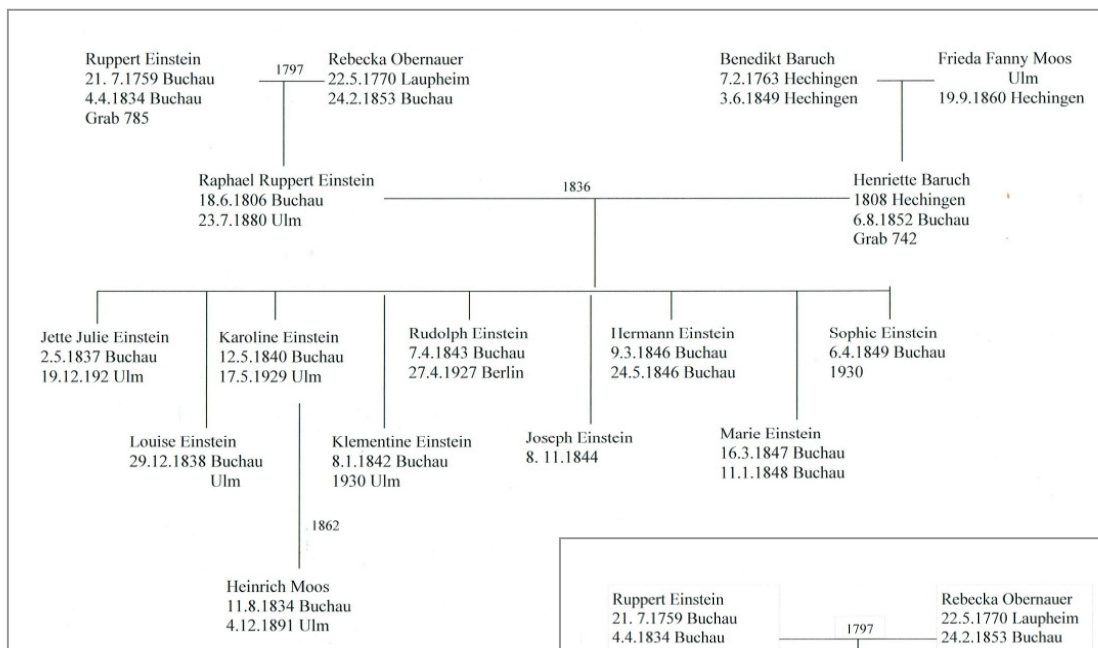 Ruppert Einstein
21. 7.1759 Buchau
4.4.1834 Buchau
Grab 785
1797
Rebecka Obernauer
22.5.1770 Laupheim
24.2.1853 Buchau
Benedikt Baruch
7.2.1763 Hechingen
3.6.1849 Hechingen
Frieda Fanny Moos
Ulm
19.9.1860 Hechingen
Raphael Ruppert Einstein
18.6.1806 Buchau
23.7.1880 Ulm
1836
Henriette Baruch
1808 Hechingen
6.8.1852 Buchau
Grab 742
Jette Julie Einstein
2.5.1837 Buchau
19.12.192 Ulm
Karoline Einstein
12.5.1840 Buchau
17.5.1929 Ulm
Rudolph Einstein
7.4.1843 Buchau
27.4.1927 Berlin
Hermann Einstein
9.3.1846 Buchau
24.5.1846 Buchau
Sophie Einstein
6.4.1849 Buchau
1930
Louise Einstein
29.12.1838 Buchau
Ulm
Klementine Einstein
8.1.1842 Buchau
1930 Ulm
Joseph Einstein
8. 11.1844
Marie Einstein
16.3.1847 Buchau
11.1.1848 Buchau
1862
Heinrich Moos
11.8.1834 Buchau
4.12.1891 Ulm
Ruppert Einstein
21. 7.1759 Buchau
4.4.1834 Buchau
1797
Rebecka Obernauer
22.5.1770 Laupheim
24.2.1853 Buchau